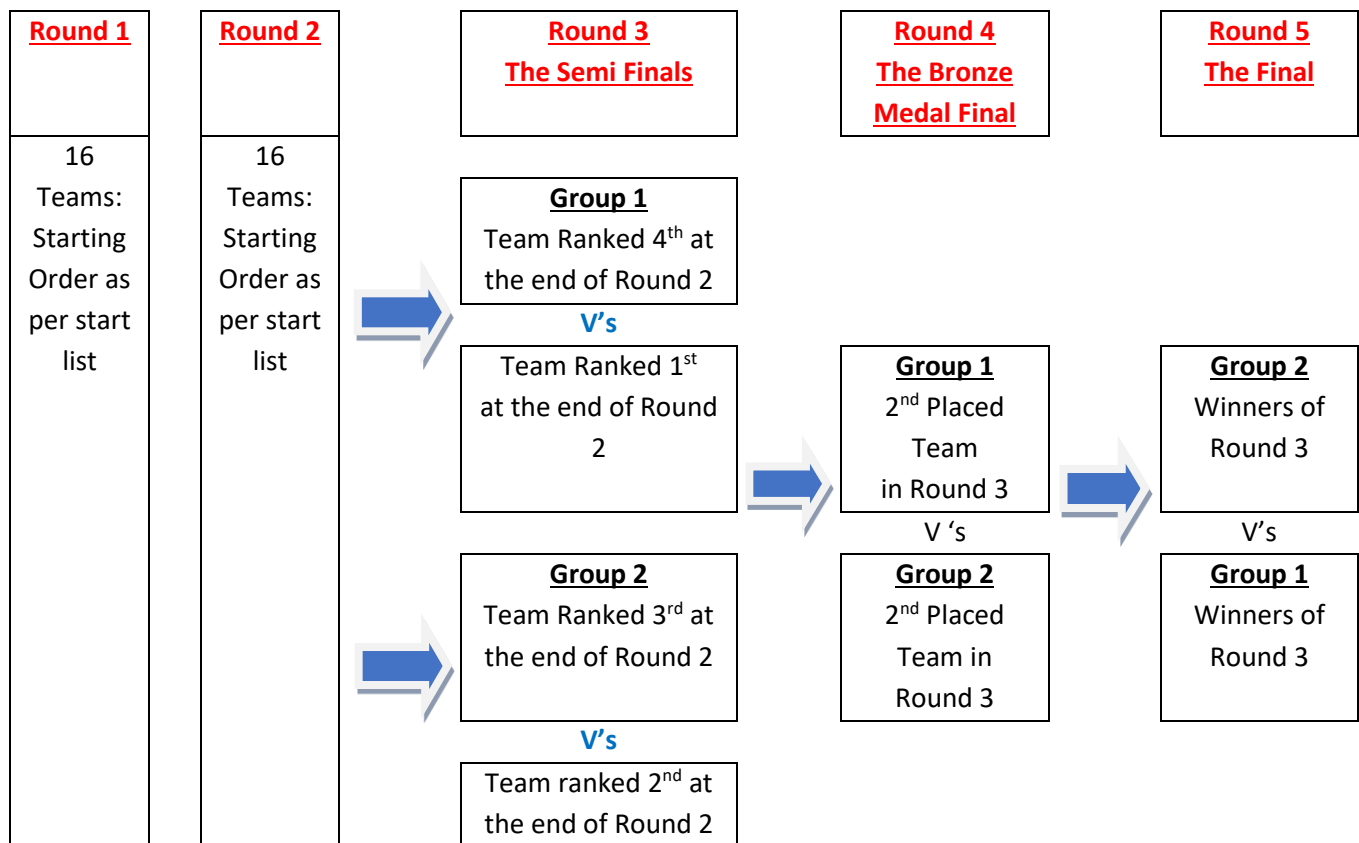 Round 1
16
Teams:
Starting
Order as
per start
list
Round 2
16
Teams:
Starting
Order as
per start
list
Round 3
The Semi Finals
Group 1
Team Ranked 4th at
the end of Round 2
V’s
Team Ranked 1st
at the end of Round
2
Group 2
Team Ranked 3rd at
the end of Round 2
V’s
Team ranked 2nd at
the end of Round 2
Round 4
The Bronze
Medal Final
Group 1
2nd Placed
Team
in Round 3
V ‘s
Group 2
2nd Placed
Team in
Round 3
Round 5
The Final
Group 2
Winners of
Round 3
V’s
Group 1
Winners of
Round 3